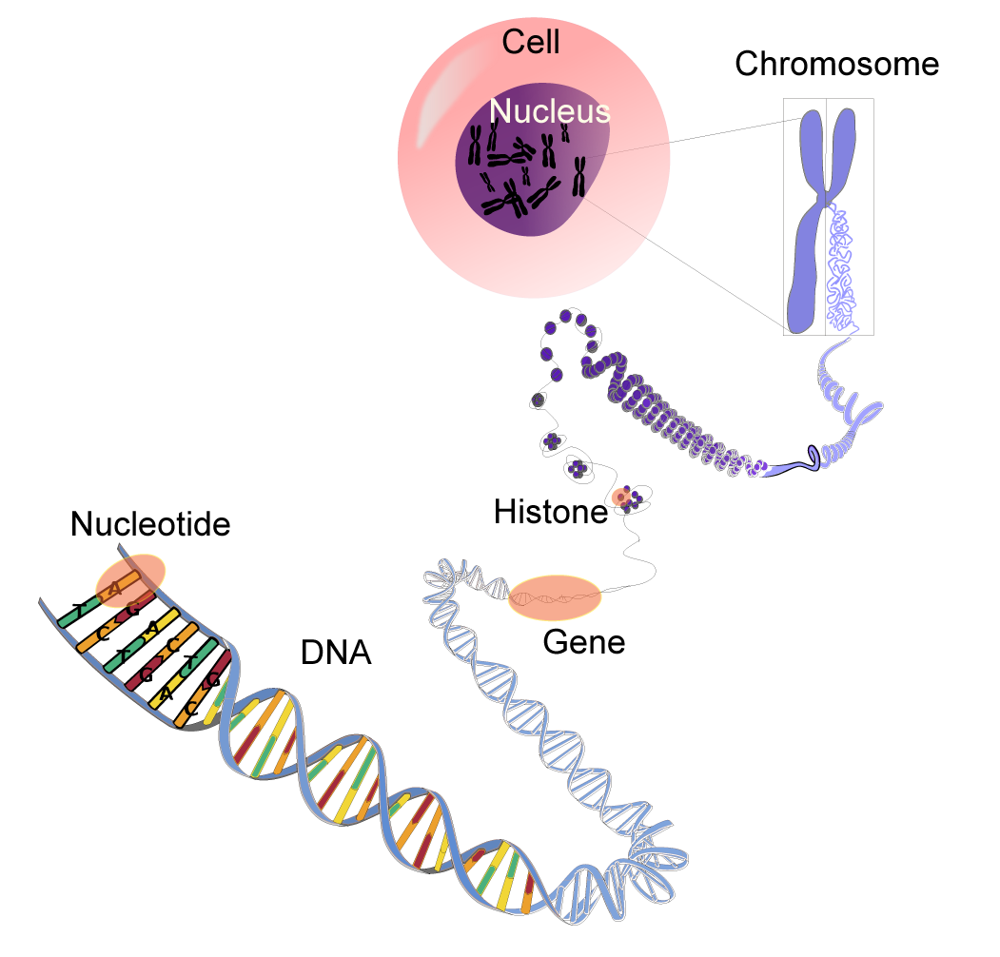 Cell
Chromosome
Nucleus
Histone
Nucleotide
Gene
DNA
T A
C G
T A
G C
A T
C G